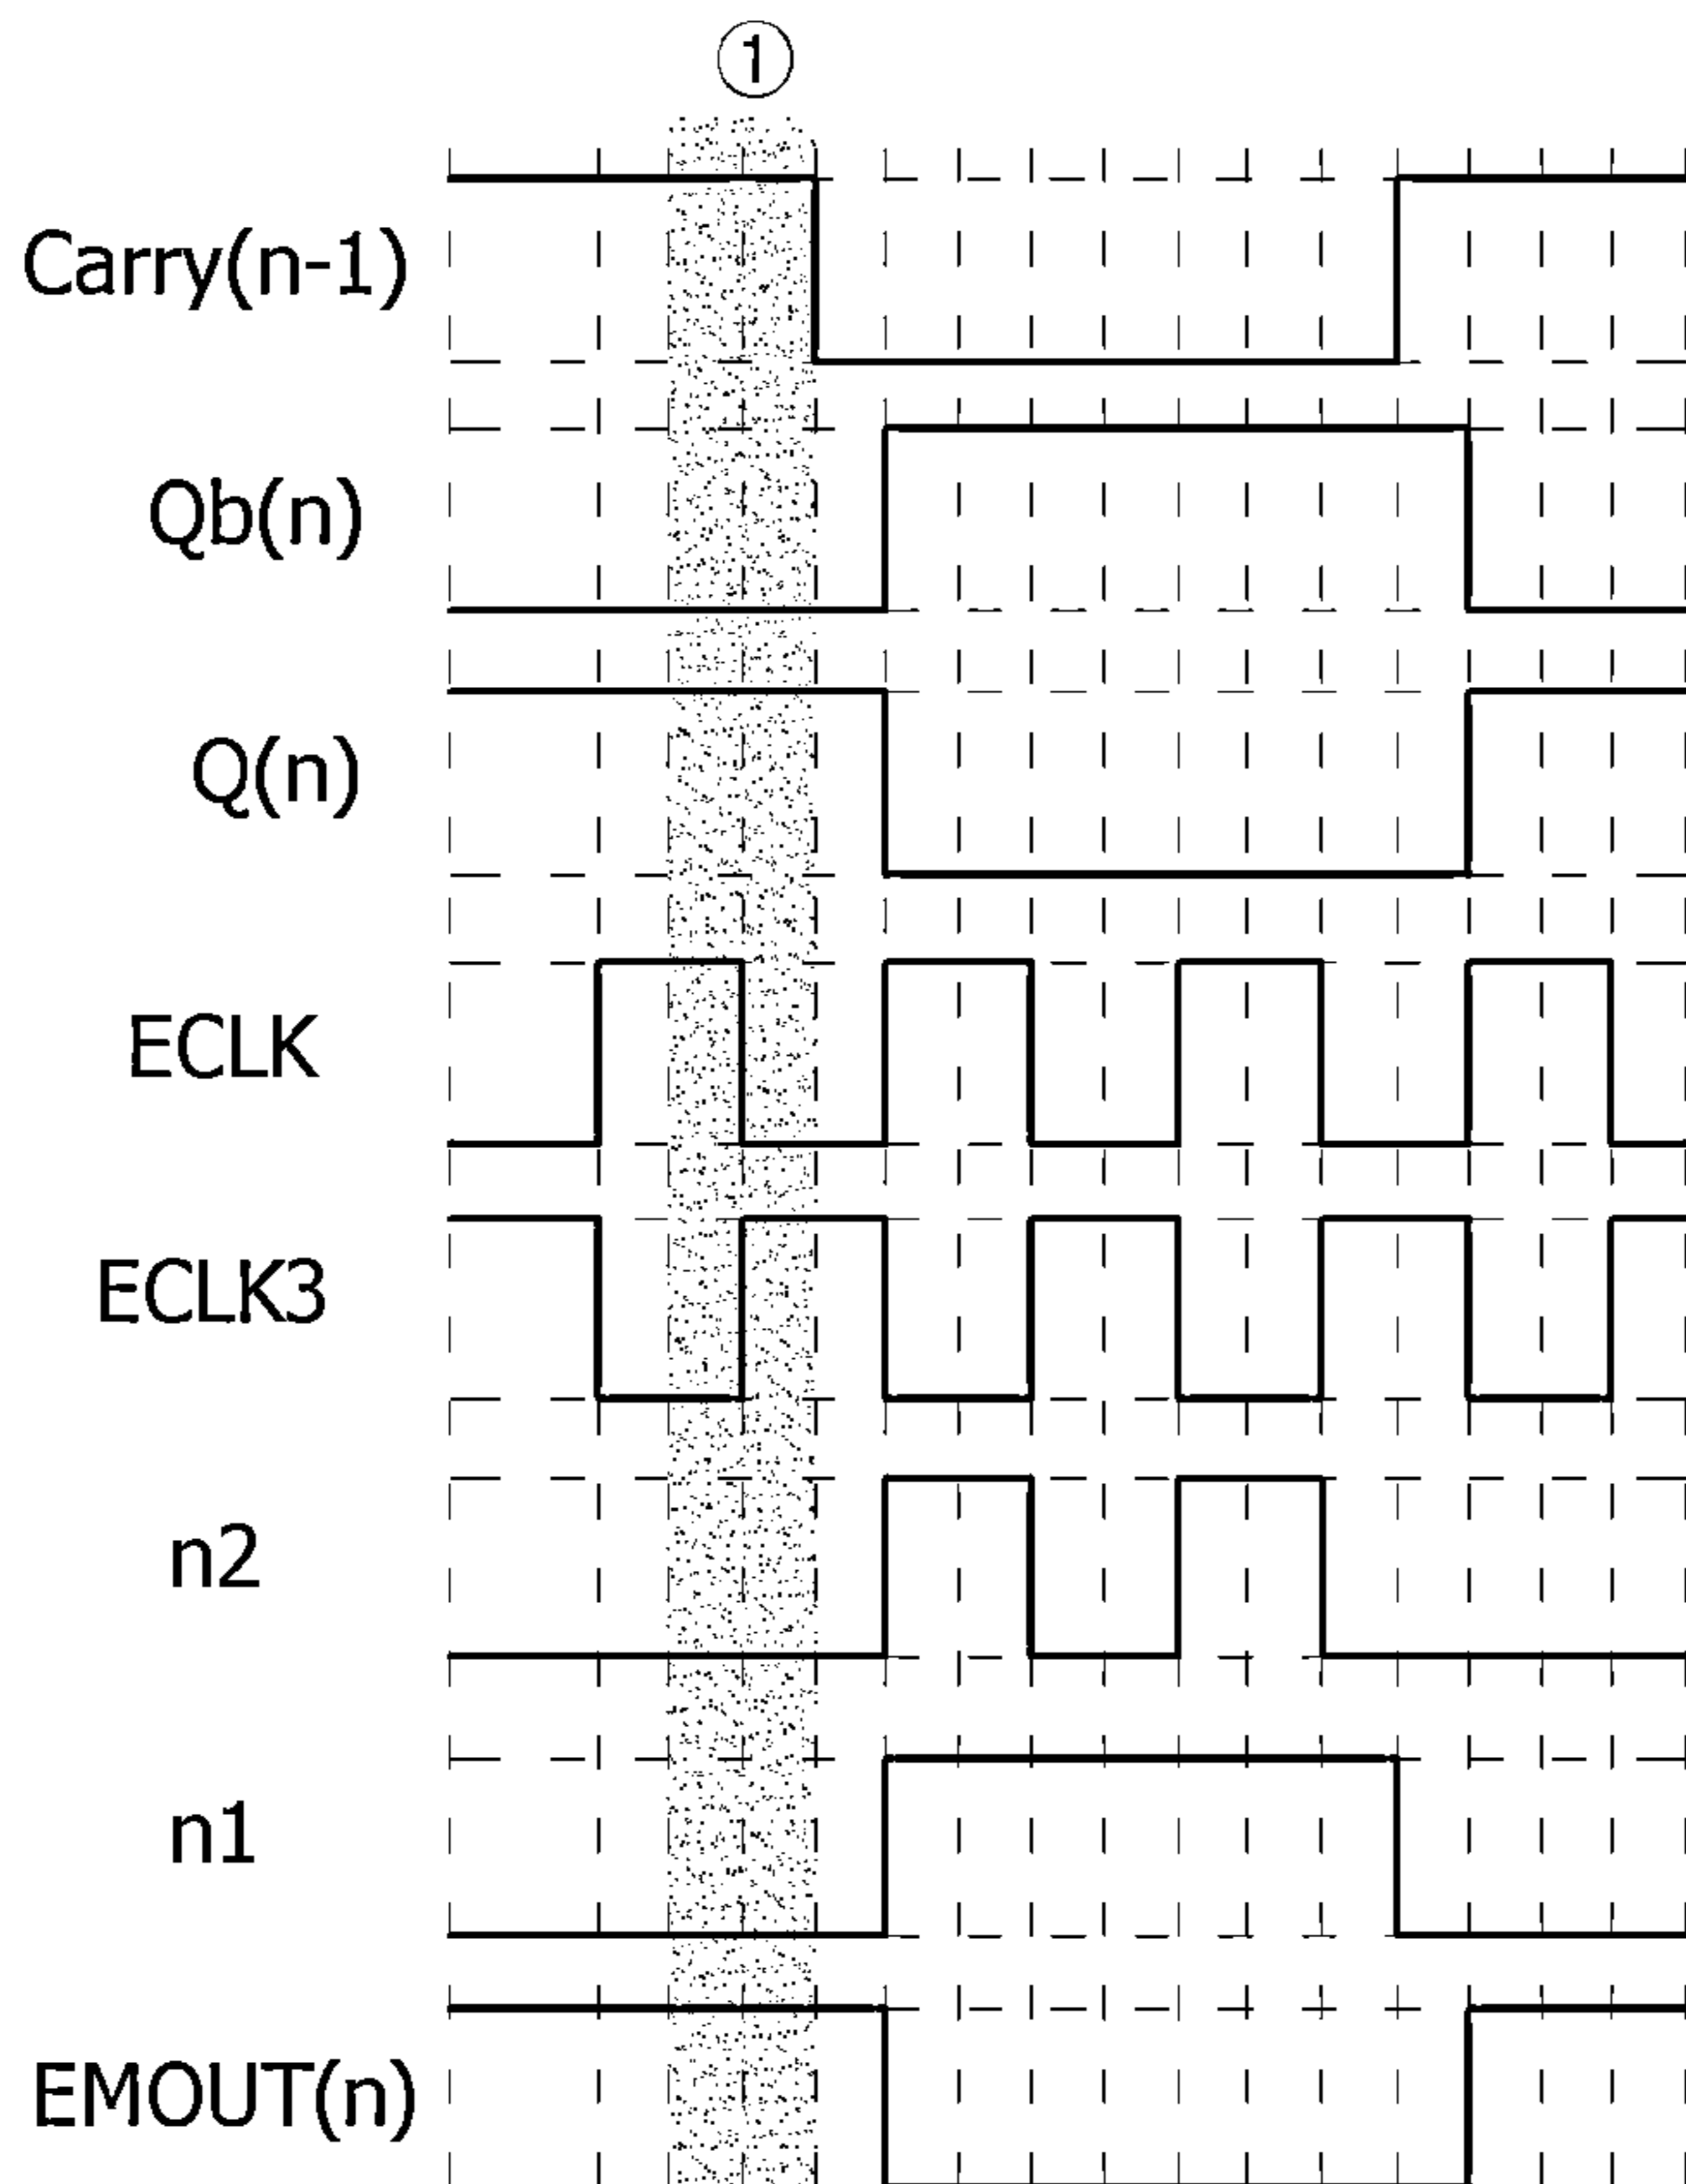 ①
Carry(n-1)
Qb(n)
Q(n)
ECLK
ECLK3
n2
n1
EMOUT(n)